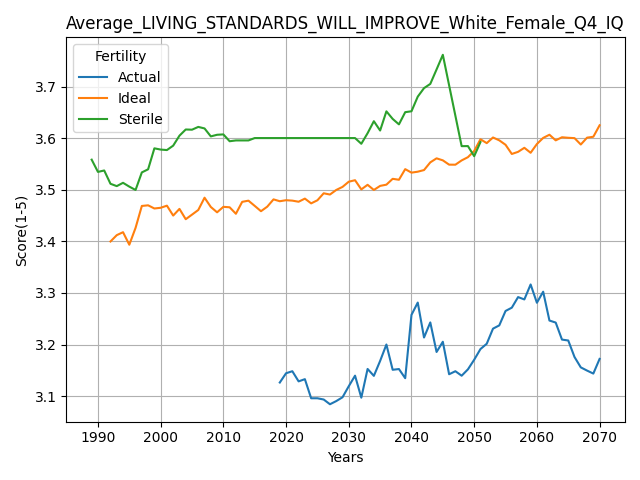 Average_LIVING_STANDARDS_WILL_IMPROVE_White_Female_Q4_IQ
Fertility
Actual
Ideal
Sterile
Score(1-5)
3.7
3.6
3.5
3.4
3.3
3.2
3.1
1990 2000 2010 2020 2030 2040 2050 2060 2070
Years